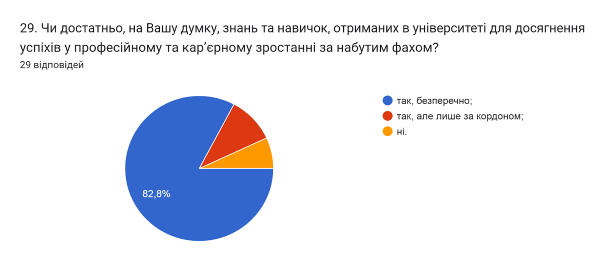 29. Чи достатньо, на Вашу думку, знань та навичок, отриманих в університеті для досягнення
успіхів у професійному та кар’єрному зростанні за набутим фахом?
29 відповідей
так, безперечно;
так, але лише за кордоном;
ні.
82,8%